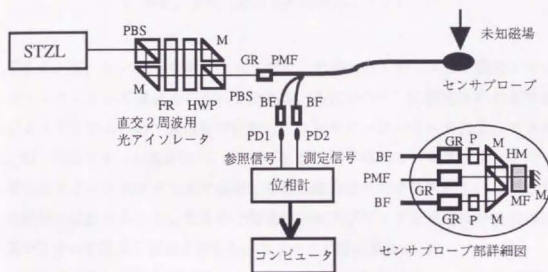 未知磁場
PBS
M
STZL
GR PMF
センサプローブ
M
FR HWP
PBS
BF BF
直交2周波用
光アイソレータ
PD1 PD2
参照信号 測定信号
位相計
コンピュータ
GR P M
BF
HM
PMF
GR
MF M
BF
GR P M
センサプローブ部詳細図